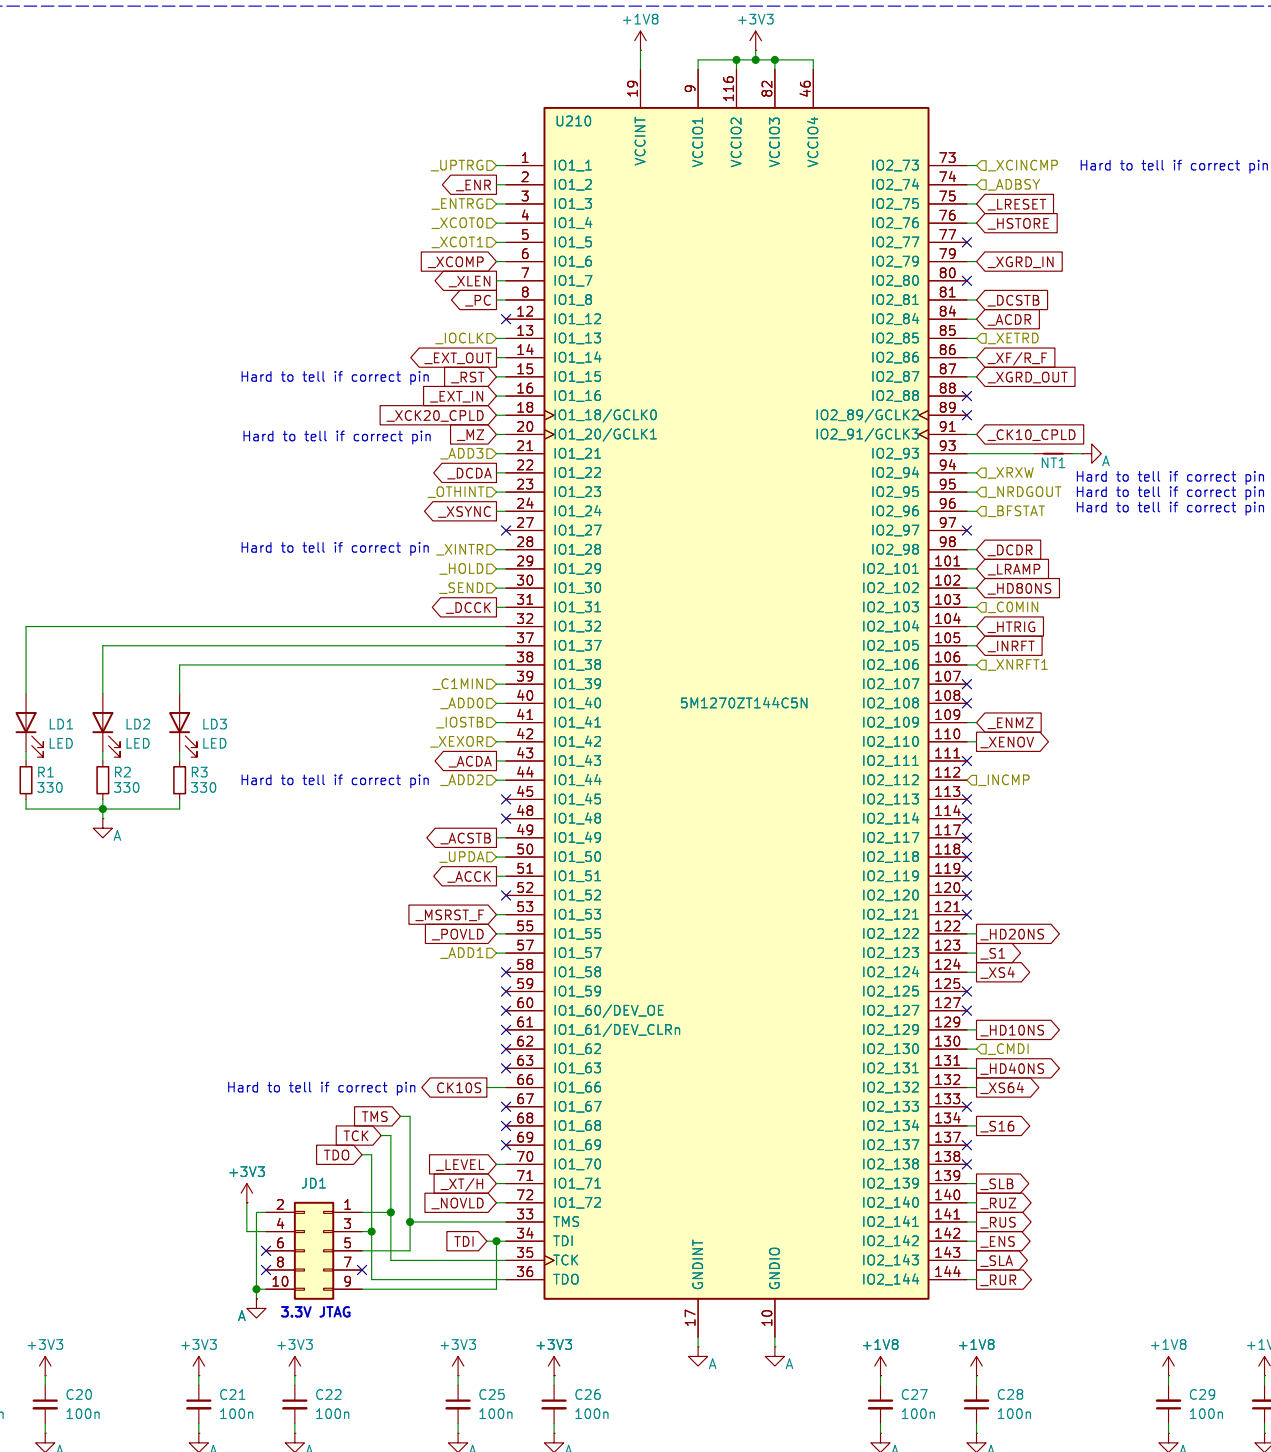 +1V8
+3V3
19
9
116
82
46
U210
VCCINT
VCCIO1
VCCIO2
VCCIO3
VCCIO4
_UPTRG 1 IO1_1
_ENR 2 IO1_2
_ENTRG 3 IO1_3
_XCOT0 4 IO1_4
_XCOT1 5 IO1_5
_XCOMP 6 IO1_6
_XLEN 7 IO1_7
_PC 8 IO1_8
12 IO1_12
_IOCLK 13 IO1_13
_EXT_OUT 14 IO1_14
Hard to tell if correct pin _RST 15 IO1_15
_EXT_IN 16 IO1_16
_XCK20_CPLD 18 IO1_18/GCLK0
Hard to tell if correct pin _MZ 20 IO1_20/GCLK1
_ADD3 21 IO1_21
_DCDA 22 IO1_22
_OTHINT 23 IO1_23
_XSYNC 24 IO1_24
27 IO1_27
Hard to tell if correct pin _XINTR 28 IO1_28
_HOLD 29 IO1_29
_SEND 30 IO1_30
_DCCK 31 IO1_31
32 IO1_32
37 IO1_37
38 IO1_38
_C1MIN 39 IO1_39
_ADD0 40 IO1_40
_IOSTB 41 IO1_41
_XEXOR 42 IO1_42
_ACDA 43 IO1_43
Hard to tell if correct pin _ADD2 44 IO1_44
45 IO1_45
48 IO1_48
_ACSTB 49 IO1_49
_UPDA 50 IO1_50
_ACCK 51 IO1_51
52 IO1_52
_MSRST_F 53 IO1_53
_POVLD 55 IO1_55
_ADD1 57 IO1_57
58 IO1_58
59 IO1_59
60 IO1_60/DEV_OE
61 IO1_61/DEV_CLRn
62 IO1_62
63 IO1_63
Hard to tell if correct pin CK10S 66 IO1_66
67 IO1_67
68 IO1_68
69 IO1_69
_LEVEL 70 IO1_70
_XT/H 71 IO1_71
_NOVLD 72 IO1_72
33 TMS
TDI 34 TDI
35 TCK
36 TDO
5M1270ZT144C5N
IO2_73 73 _XCINCMP Hard to tell if correct pin
IO2_74 74 _ADBSY
IO2_75 75 _LRESET
IO2_76 76 _HSTORE
IO2_77 77
IO2_79 79 _XGRD_IN
IO2_80 80
IO2_81 81 _DCSTB
IO2_84 84 _ACDR
IO2_85 85 _XETRD
IO2_86 86 _XF/R_F
IO2_87 87 _XGRD_OUT
IO2_88 88
IO2_89/GCLK2 89
IO2_91/GCLK3 91 _CK10_CPLD
IO2_93 93 NT1 A
IO2_94 94 _XRXW Hard to tell if correct pin
IO2_95 95 _NRDGOUT Hard to tell if correct pin
IO2_96 96 _BFSTAT Hard to tell if correct pin
IO2_97 97
IO2_98 98 _DCDR
IO2_101 101 _LRAMP
IO2_102 102 _HD80NS
IO2_103 103 _C0MIN
IO2_104 104 _HTRIG
IO2_105 105 _INRFT
IO2_106 106 _XNRFT1
IO2_107 107
IO2_108 108
IO2_109 109 _ENMZ
IO2_110 110 _XENOV
IO2_111 111
IO2_112 112 _INCMP
IO2_113 113
IO2_114 114
IO2_117 117
IO2_118 118
IO2_119 119
IO2_120 120
IO2_121 121
IO2_122 122 _HD20NS
IO2_123 123 _S1
IO2_124 124 _XS4
IO2_125 125
IO2_127 127
IO2_129 129 _HD10NS
IO2_130 130 _CMDI
IO2_131 131 _HD40NS
IO2_132 132 _XS64
IO2_133 133
IO2_134 134 _S16
IO2_137 137
IO2_138 138
IO2_139 139 _SLB
IO2_140 140 _RUZ
IO2_141 141 _RUS
IO2_142 142 _ENS
IO2_143 143 _SLA
IO2_144 144 _RUR
LD1
LED
LD2
LED
LD3
LED
R1
330
R2
330
R3
330
A
TMS
TCK
TDO
+3V3
JD1
2 1
4 3
6 5
8 7
10 9
A
3.3V JTAG
GNDINT
GNDIO
17
10
A
A
+3V3
C20
100n
A
+3V3
C21
100n
A
+3V3
C22
100n
A
+3V3
C25
100n
A
+3V3
C26
100n
A
+1V8
C27
100n
A
+1V8
C28
100n
A
+1V8
C29
100n
A